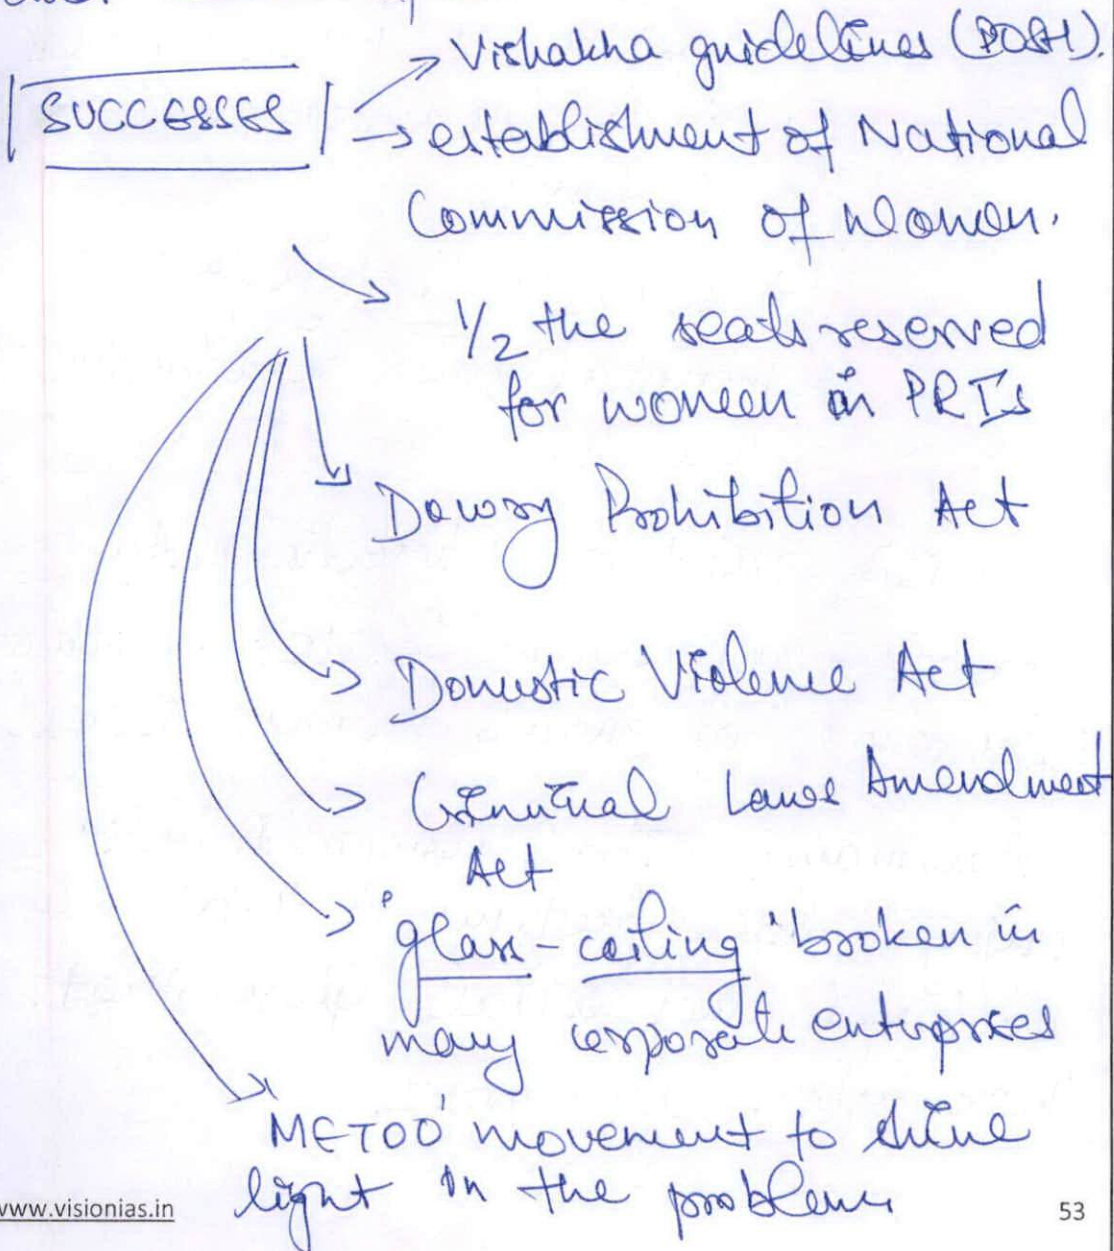 SUCCESSES
→ Vishakha guidelines (POSH).
→ establishment of National
Commission of Women.
→ 1/2 the seats reserved
for women in PRIs
→ Dowry Prohibition Act
→ Domestic Violence Act
→ Criminal Laws Amendment
Act
→ 'glass-ceiling' broken in
many corporate enterprises
→ 'METOO' movement to shine
light in the problems
www.visionias.in
53